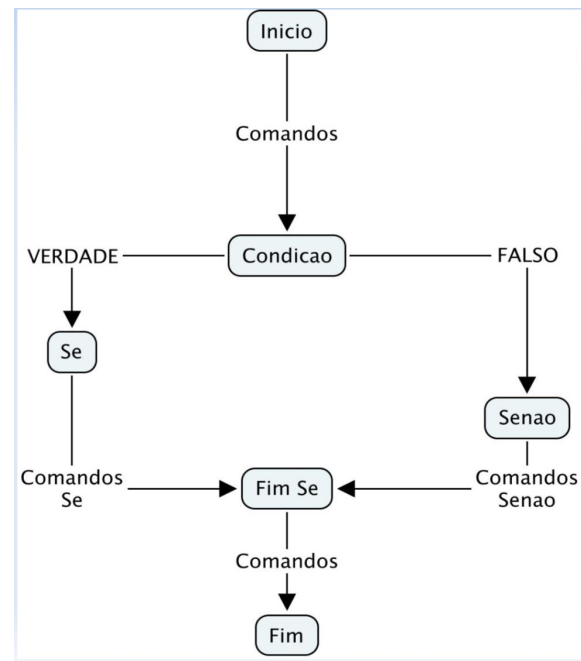 Inicio
Comandos
VERDADE
Condicao
FALSO
Se
Senao
Comandos
Se
Fim Se
Comandos
Senao
Comandos
Fim